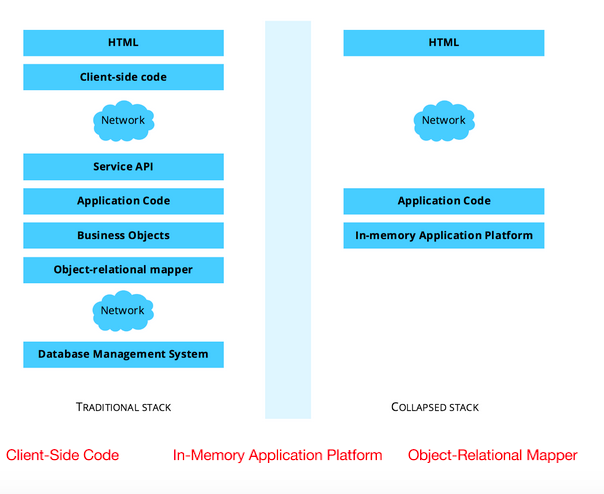 HTML
Client-side code
Network
Service API
Application Code
Business Objects
Object-relational mapper
Network
Database Management System
TRADITIONAL STACK
HTML
Network
Application Code
In-memory Application Platform
COLLAPSED STACK
Client-Side Code
In-Memory Application Platform
Object-Relational Mapper